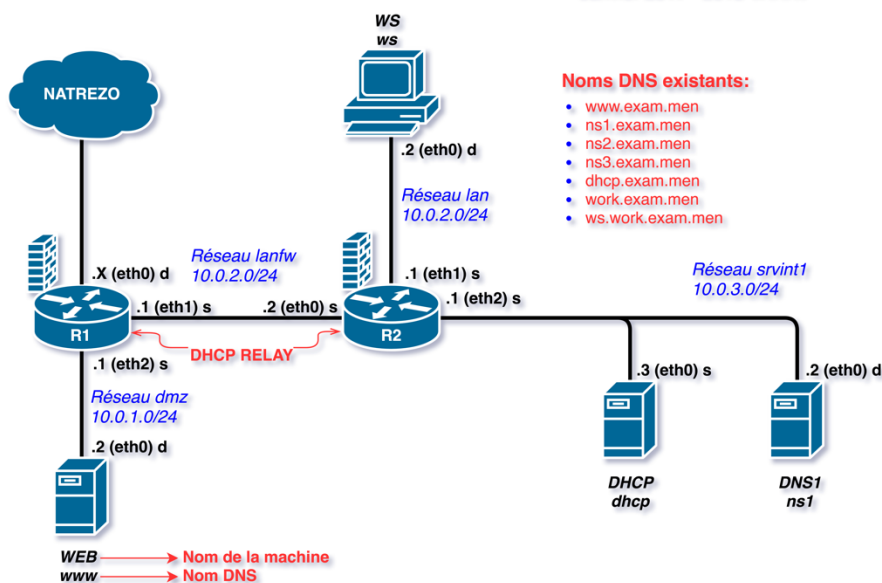 WS
ws
NATREZO
Noms DNS existants:
• www.exam.men
• ns1.exam.men
• ns2.exam.men
• ns3.exam.men
• dhcp.exam.men
• work.exam.men
• ws.work.exam.men
.2 (eth0) d
Réseau lan
10.0.2.0/24
Réseau lanfw
10.0.2.0/24
Réseau srvint1
10.0.3.0/24
.X (eth0) d
.1 (eth1) s
.1 (eth1) s
.2 (eth0) s
.1 (eth2) s
R1
R2
DHCP RELAY
.1 (eth2) s
.3 (eth0) s
.2 (eth0) d
Réseau dmz
10.0.1.0/24
.2 (eth0) d
DHCP
dhcp
DNS1
ns1
WEB
Nom de la machine
www
Nom DNS